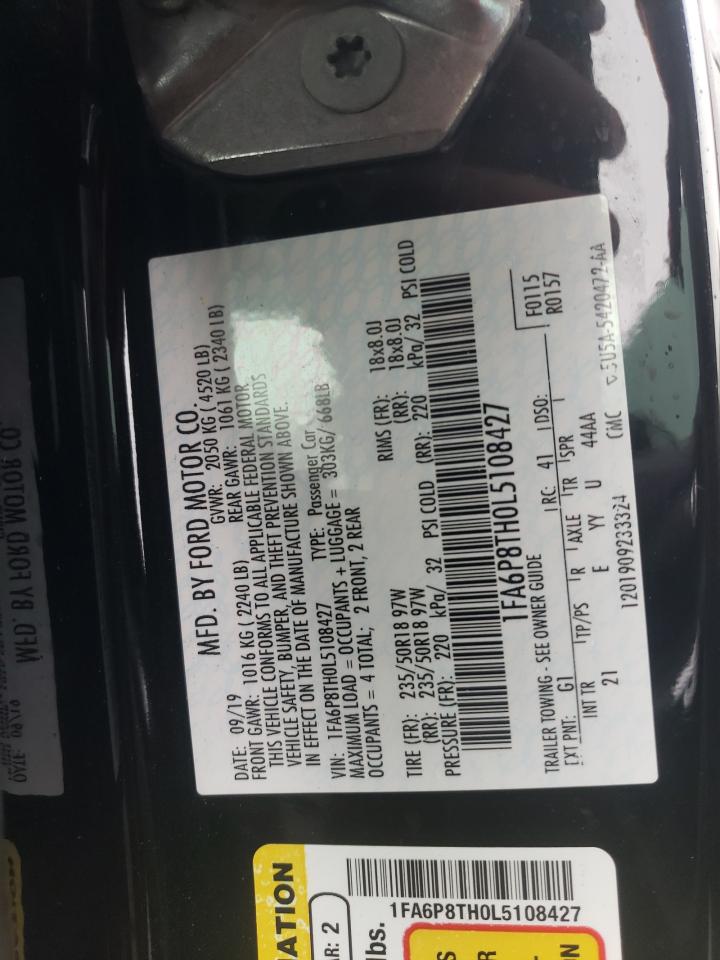 MFD. BY FORD MOTOR CO.
DATE: 09/19 GVWR: 2050 KG ( 4520 LB)
FRONT GAWR: 1016 KG ( 2240 LB) REAR GAWR: 1061 KG ( 2340 LB)
THIS VEHICLE CONFORMS TO ALL APPLICABLE FEDERAL MOTOR
VEHICLE SAFETY, BUMPER, AND THEFT PREVENTION STANDARDS
IN EFFECT ON THE DATE OF MANUFACTURE SHOWN ABOVE.
VIN: 1FA6P8TH0L5108427 TYPE: Passenger Car
MAXIMUM LOAD = OCCUPANTS + LUGGAGE = 303KG/ 668LB
OCCUPANTS = 4 TOTAL; 2 FRONT, 2 REAR
TIRE (FR): 235/50R18 97W RIMS (FR): 18x8.0J
(RR): 235/50R18 97W (RR): 18x8.0J
PRESSURE (FR): 220 kPa/ 32 PSI COLD (RR): 220 kPa/ 32 PSI COLD
1FA6P8TH0L5108427
TRAILER TOWING - SEE OWNER GUIDE
EXT PNT: G1 RC: 41 DSO: F0115
R0157
INT TR TP/PS R AXLE TR SPR
21 E YY U 44AA
1201909233324 CMC 5U5A-5420472-AA
1FA6P8TH0L5108427
AR: 2
lbs.